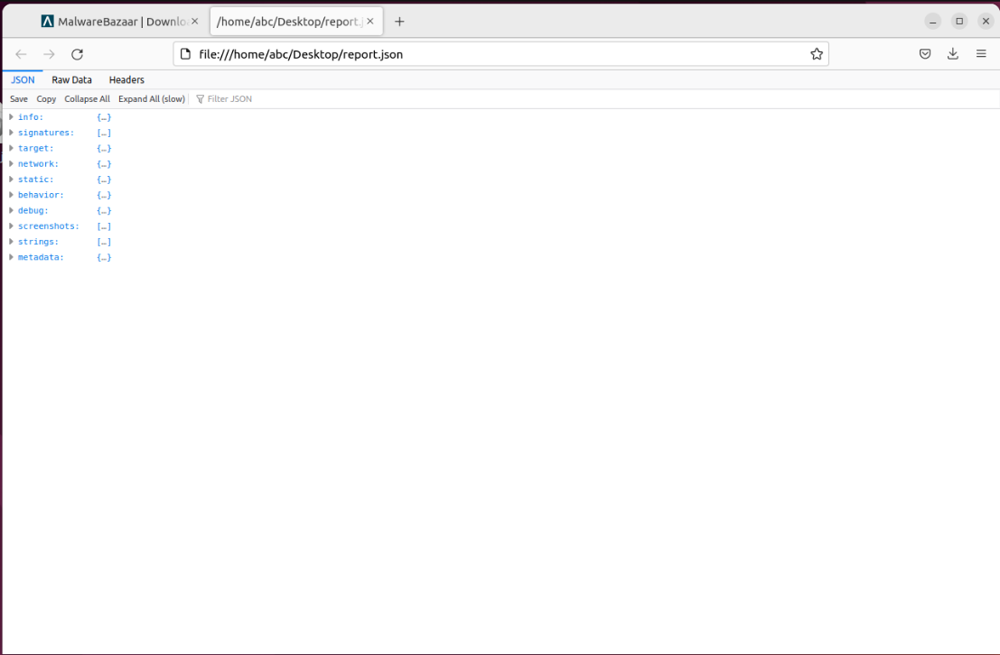 MalwareBazaar | Downloa
/home/abc/Desktop/report.j
file:///home/abc/Desktop/report.json
JSON Raw Data Headers
Save Copy Collapse All Expand All (slow) Filter JSON
info: {…}
signatures: […]
target: {…}
network: {…}
static: {…}
behavior: {…}
debug: {…}
screenshots: […]
strings: […]
metadata: {…}